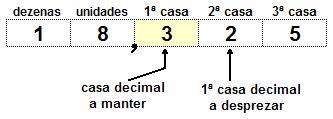 dezenas unidades 1ª casa 2ª casa 3ª casa
1 8 , 3 2 5
casa decimal 1ª casa decimal
a manter a desprezar